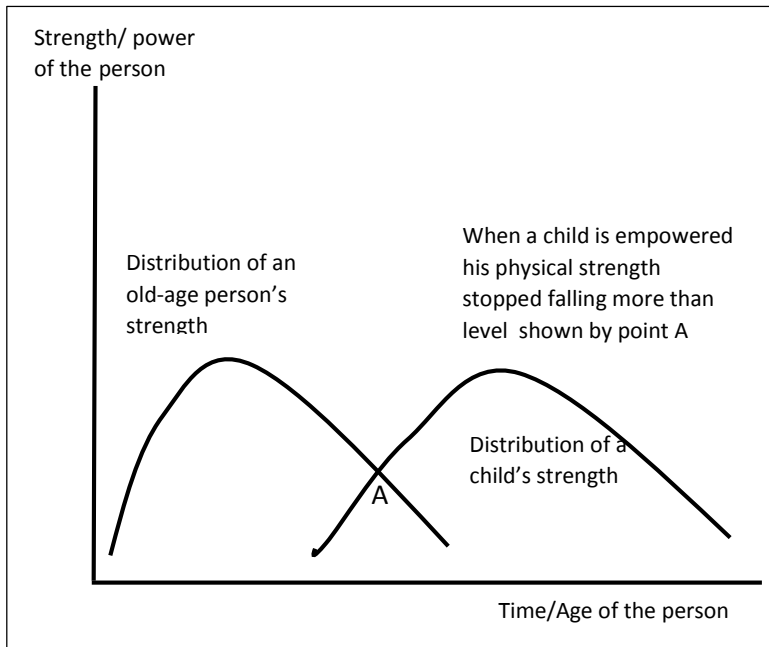 Strength/ power
of the person
Distribution of an
old-age person’s
strength
When a child is empowered
his physical strength
stopped falling more than
level shown by point A
Distribution of a
child’s strength
A
Time/Age of the person